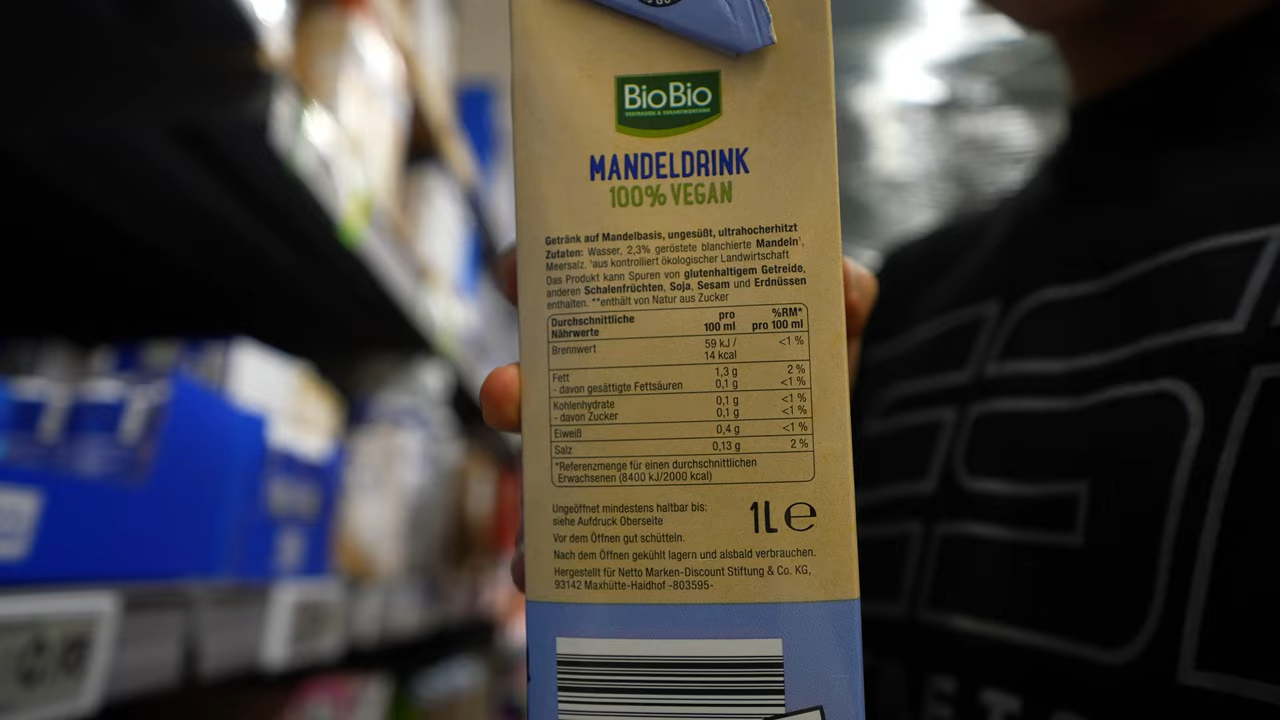 BioBio
VERTRAUEN & VERANTWORTUNG
MANDELDRINK
100% VEGAN
Getränk auf Mandelbasis, ungesüßt, ultrahocherhitzt
Zutaten: Wasser, 2,3% geröstete blanchierte Mandeln¹,
Meersalz. ¹aus kontrolliert ökologischer Landwirtschaft
Das Produkt kann Spuren von glutenhaltigem Getreide,
anderen Schalenfrüchten, Soja, Sesam und Erdnüssen
enthalten. **enthält von Natur aus Zucker
Durchschnittliche Nährwerte pro 100 ml %RM* pro 100 ml
Brennwert 59 kJ / 14 kcal <1 %
Fett 1,3 g 2 %
- davon gesättigte Fettsäuren 0,1 g <1 %
Kohlenhydrate 0,1 g <1 %
- davon Zucker 0,1 g <1 %
Eiweiß 0,4 g <1 %
Salz 0,13 g 2 %
*Referenzmenge für einen durchschnittlichen
Erwachsenen (8400 kJ/2000 kcal)
Ungeöffnet mindestens haltbar bis:
siehe Aufdruck Oberseite
1L e
Vor dem Öffnen gut schütteln.
Nach dem Öffnen gekühlt lagern und alsbald verbrauchen.
Hergestellt für Netto Marken-Discount Stiftung & Co. KG,
93142 Maxhütte-Haidhof -803595-